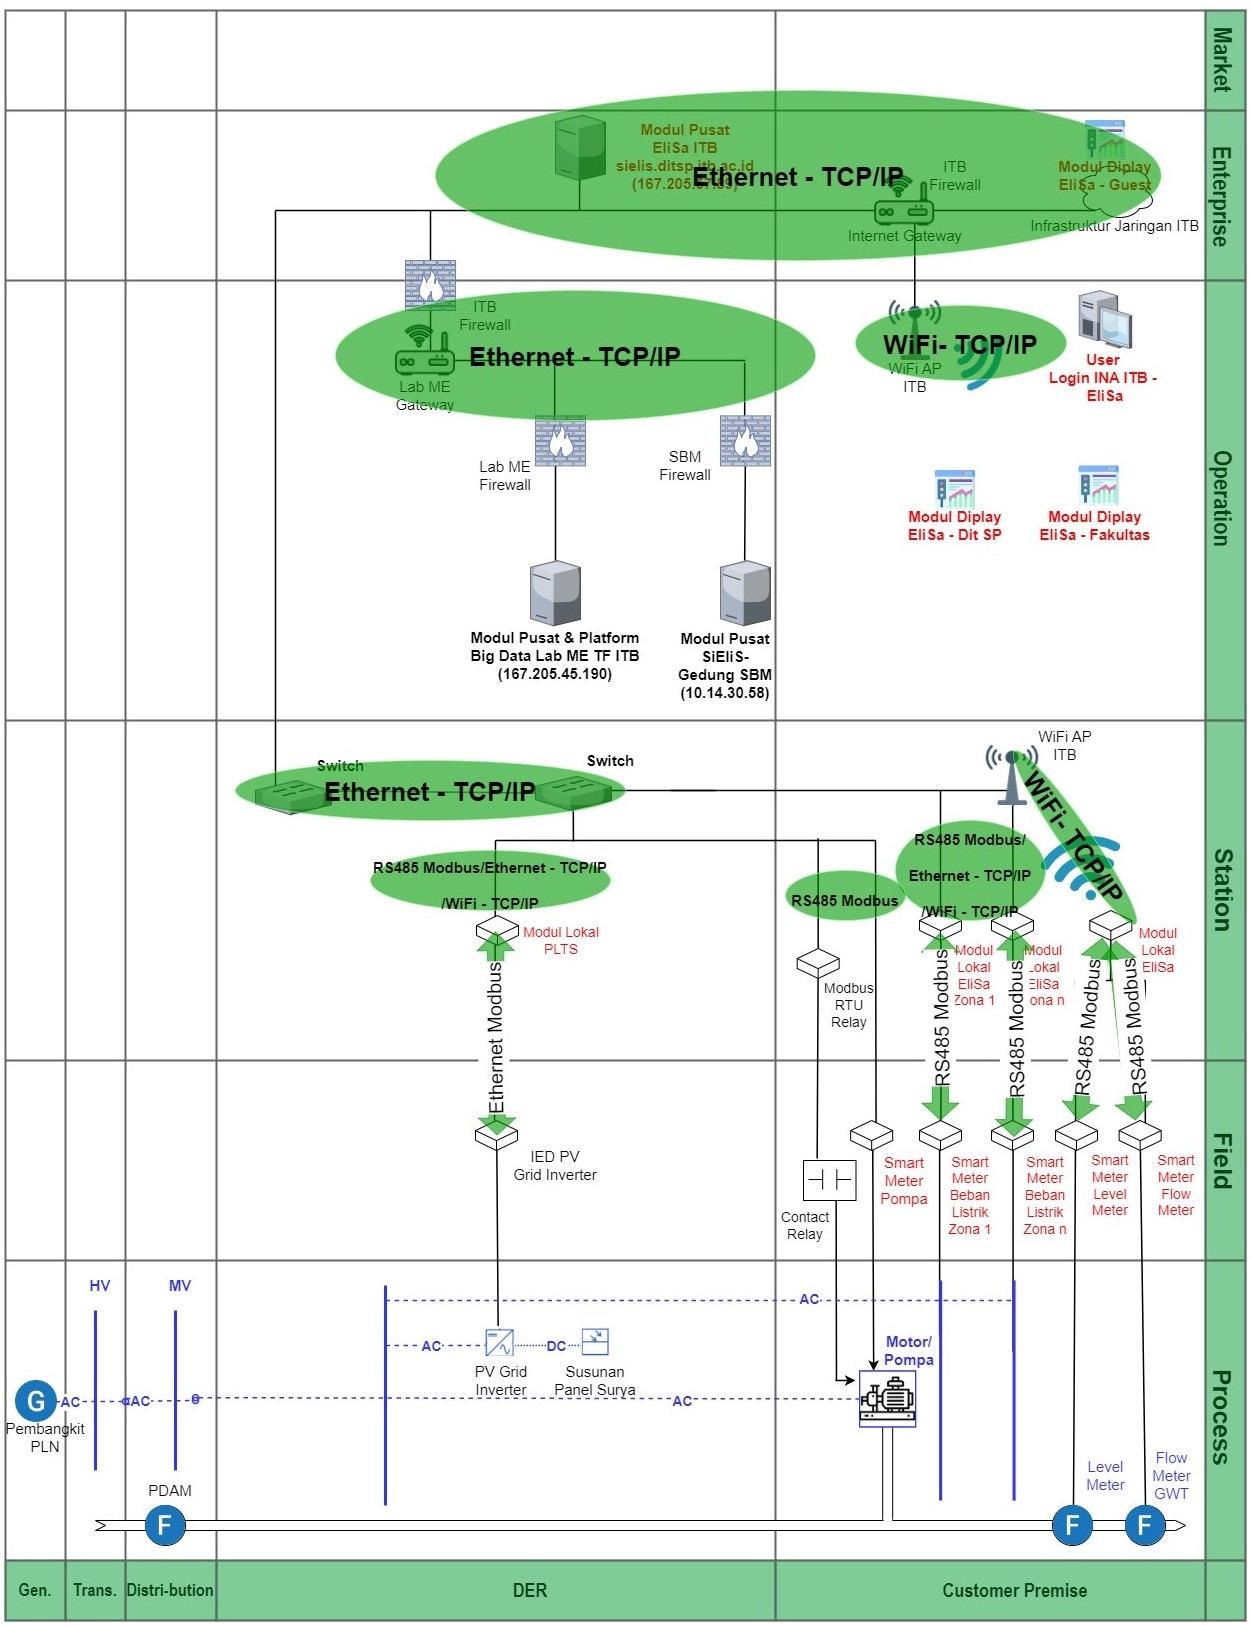 Market
Modul Pusat
EliSa ITB
sielis.ditsp.itb.ac.id
Ethernet - TCP/IP
ITB
Firewall
Internet Gateway
Modul Diplay
EliSa - Guest
Infrastruktur Jaringan ITB
Enterprise
ITB
Firewall
Ethernet - TCP/IP
Lab ME
Gateway
WiFi- TCP/IP
WiFi AP
ITB
User
Login INA ITB -
EliSa
Lab ME
Firewall
SBM
Firewall
Modul Diplay
EliSa - Dit SP
Modul Diplay
EliSa - Fakultas
Operation
Modul Pusat & Platform
Big Data Lab ME TF ITB
(167.205.45.190)
Modul Pusat
SiEliS-
Gedung SBM
(10.14.30.58)
Switch
Ethernet - TCP/IP
Switch
WiFi AP
ITB
WiFi- TCP/IP
RS485 Modbus/Ethernet - TCP/IP
/WiFi - TCP/IP
RS485 Modbus
RS485 Modbus/
Ethernet - TCP/IP
/WiFi - TCP/IP
Modul Lokal
PLTS
Modbus
RTU
Relay
Modul
Lokal
EliSa
Zona 1
Modul
Lokal
EliSa
Zona n
Modul
Lokal
EliSa
Station
Ethernet Modbus
RS485 Modbus
RS485 Modbus
RS485 Modbus
RS485 Modbus
IED PV
Grid Inverter
Contact
Relay
Smart
Meter
Pompa
Smart
Meter
Beban
Listrik
Zona 1
Smart
Meter
Beban
Listrik
Zona n
Smart
Meter
Level
Meter
Smart
Meter
Flow
Meter
Field
HV
MV
AC
AC
DC
PV Grid
Inverter
Susunan
Panel Surya
Motor/
Pompa
G
AC
AC
AC
Pembangkit
PLN
PDAM
F
Level
Meter
F
Flow
Meter
GWT
F
Process
Gen.
Trans.
Distri-bution
DER
Customer Premise